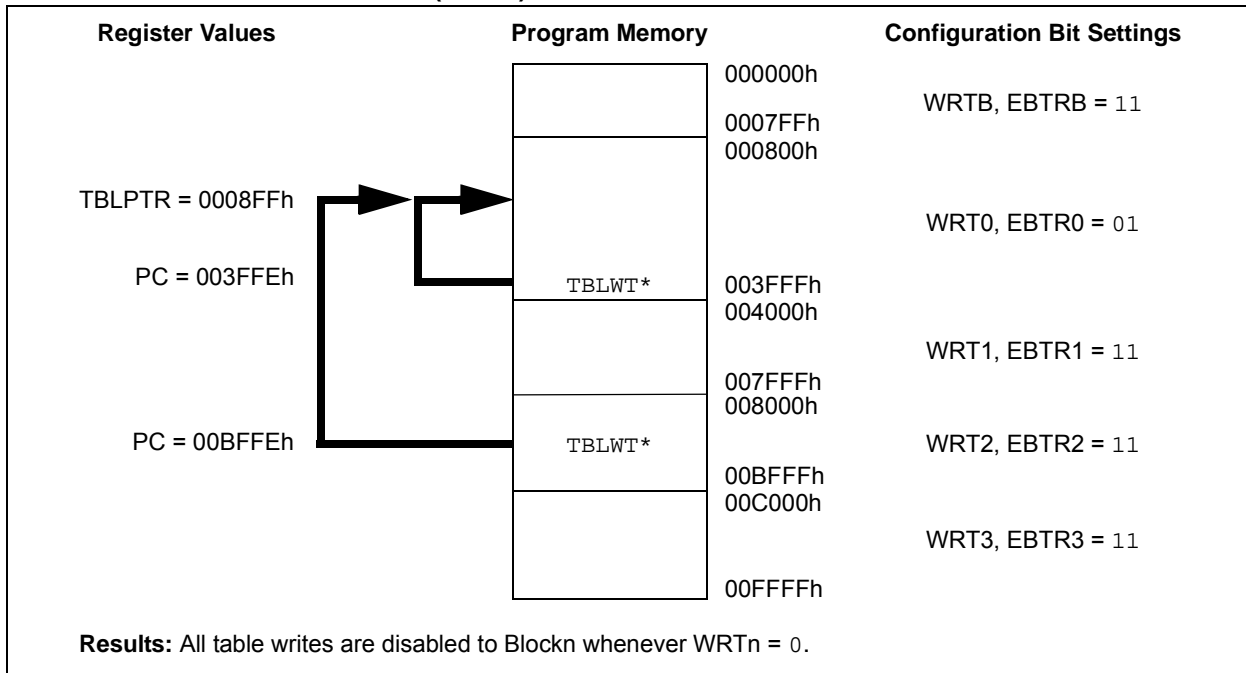 Register Values Program Memory Configuration Bit Settings
000000h
WRTB, EBTRB = 11
0007FFh
000800h
TBLPTR = 0008FFh
WRT0, EBTR0 = 01
PC = 003FFEh
TBLWT* 003FFFh
004000h
WRT1, EBTR1 = 11
007FFFh
008000h
PC = 00BFFEh TBLWT* WRT2, EBTR2 = 11
00BFFFh
00C000h
WRT3, EBTR3 = 11
00FFFFh
Results: All table writes are disabled to Blockn whenever WRTn = 0.